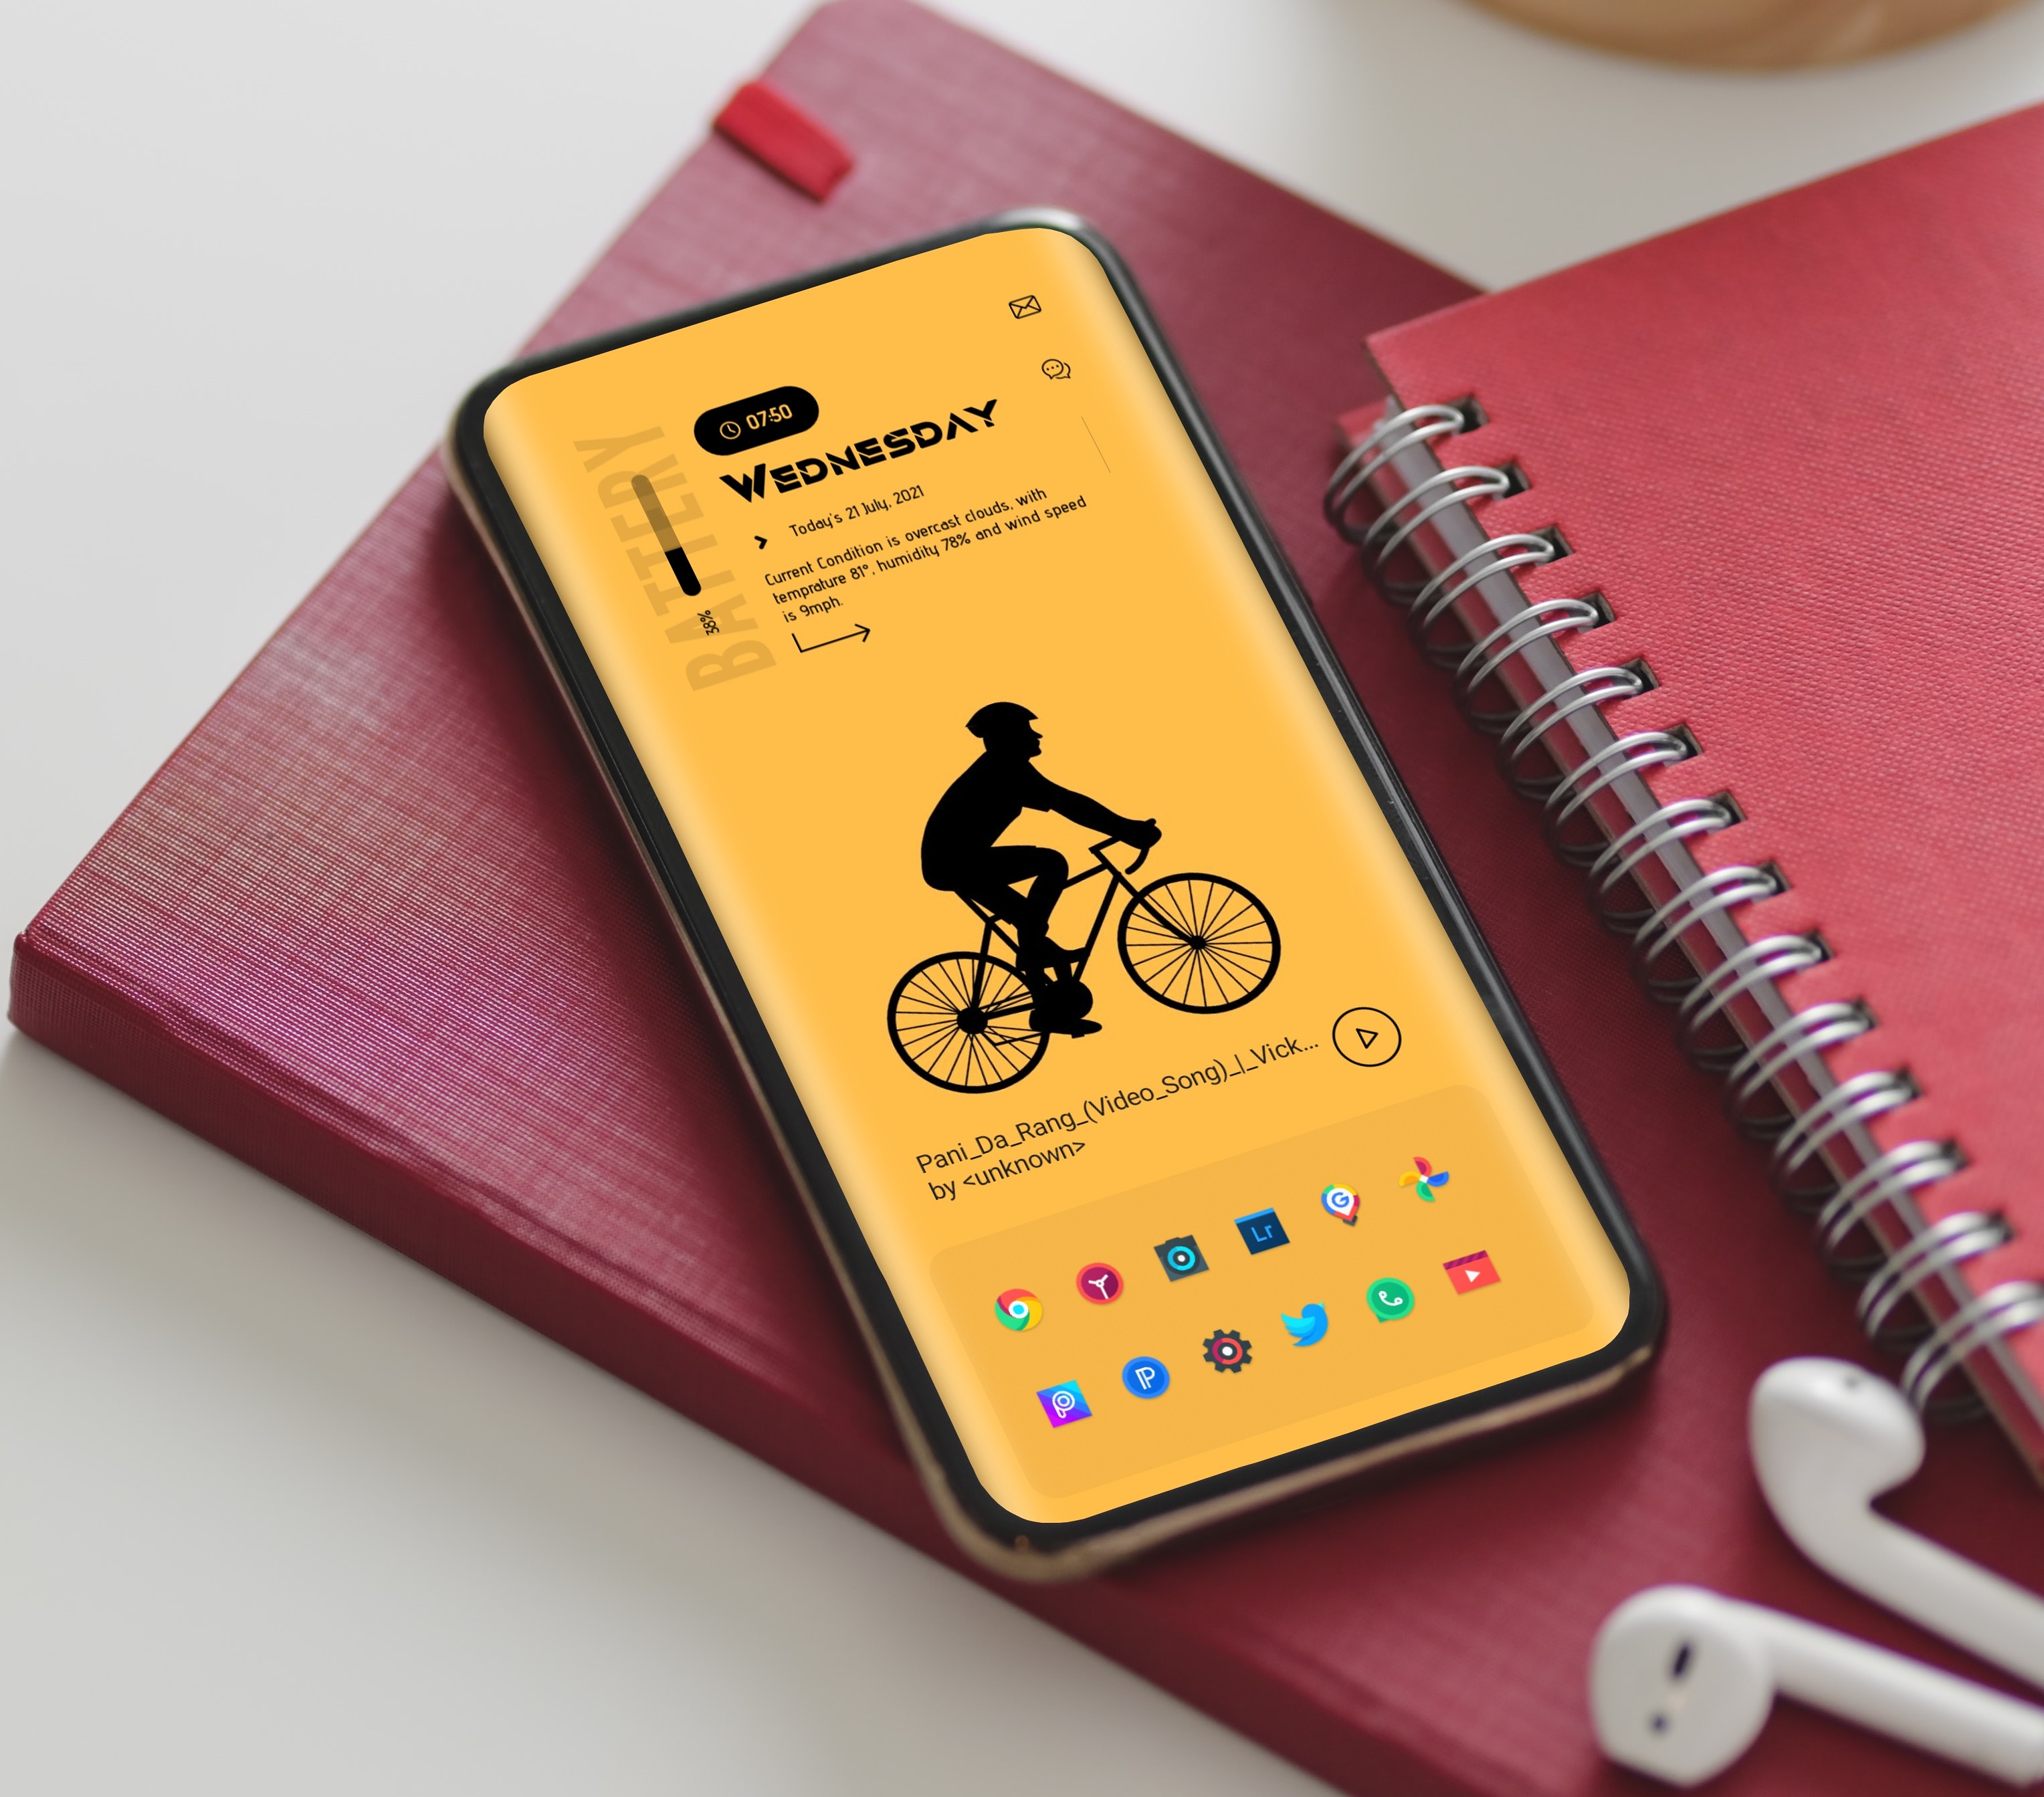 07:50
WEDNESDAY
Today's 21 July, 2021
Current Condition is overcast clouds, with
temprature 81°, humidity 78% and wind speed
is 9mph.
BATTERY
38%
Pani_Da_Rang_(Video_Song)_|_Vick...
by <unknown>
Lr
G